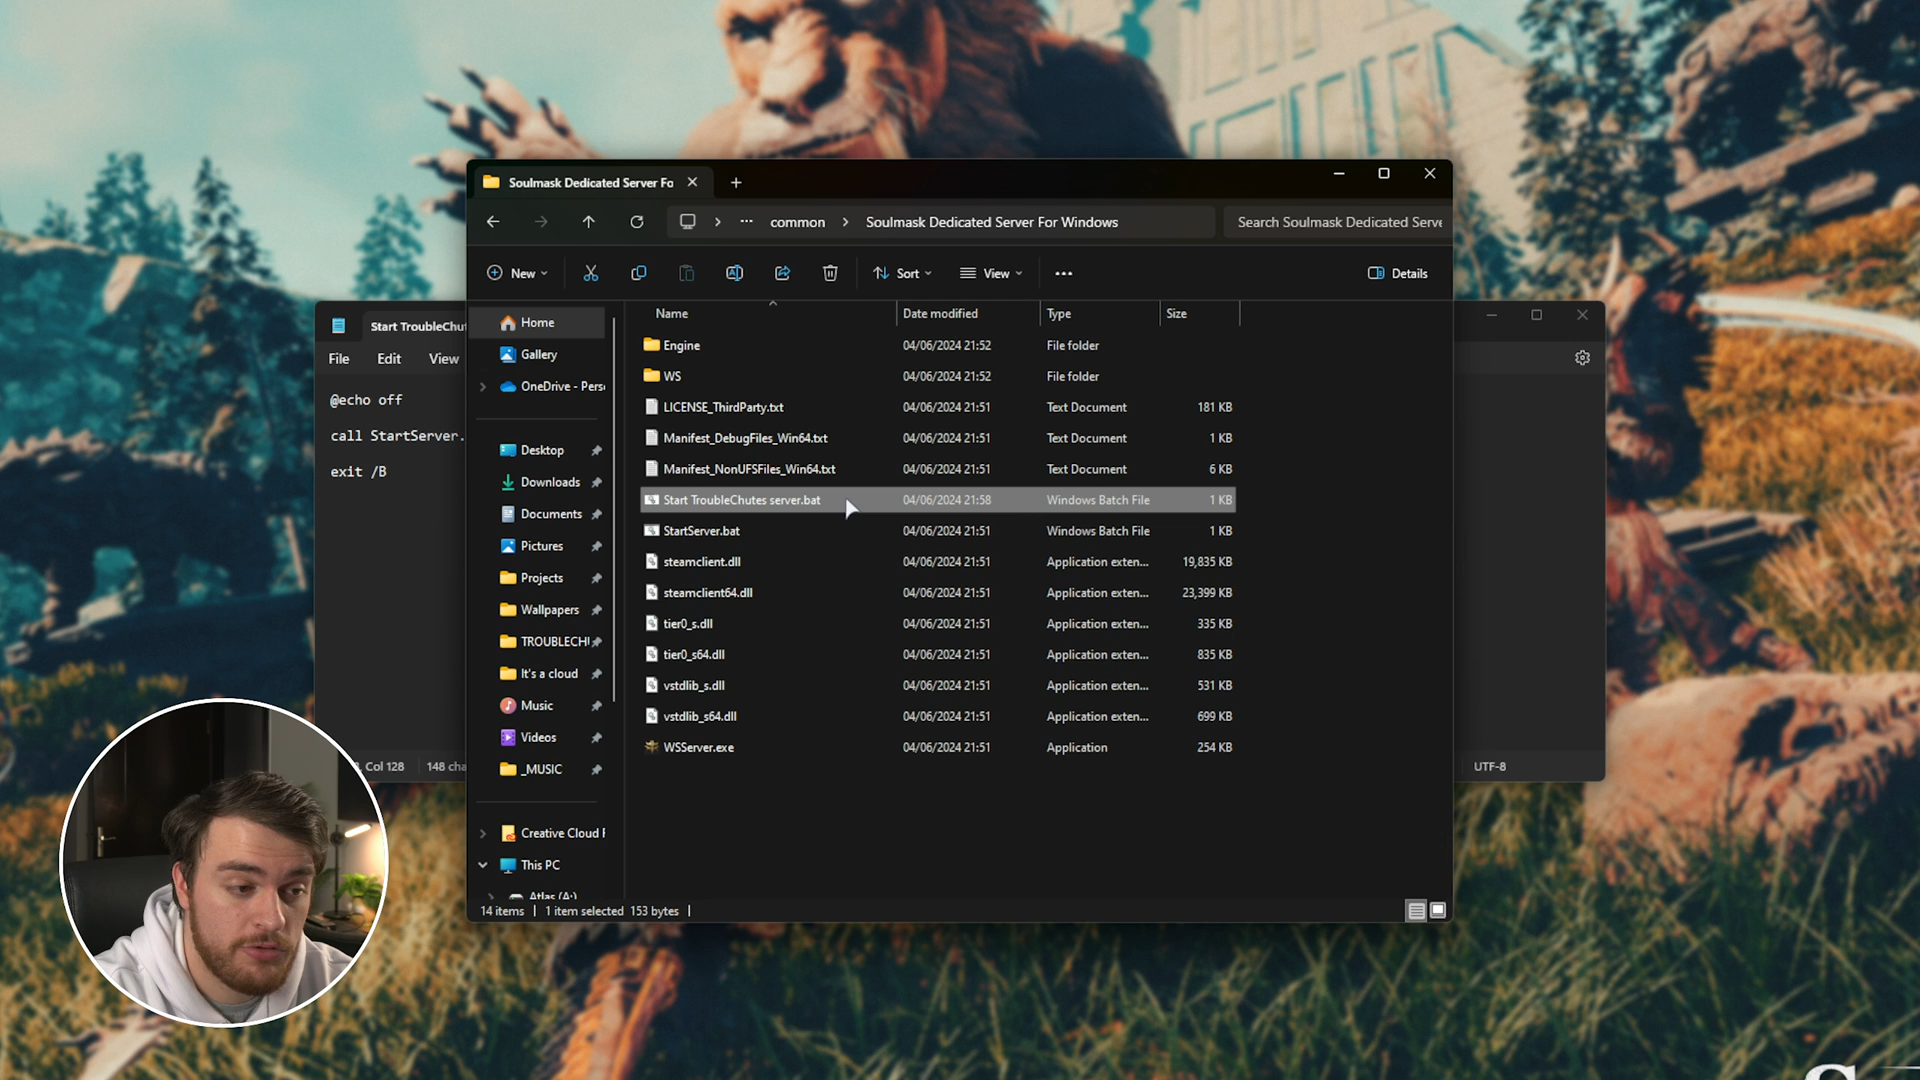 Soulmask Dedicated Server Fo
common
Soulmask Dedicated Server For Windows
Search Soulmask Dedicated Serve
New
Sort
View
Details
Name
Date modified
Type
Size
Home
Gallery
OneDrive - Pers
Desktop
Downloads
Documents
Pictures
Projects
Wallpapers
TROUBLECH
It's a cloud
Music
Videos
_MUSIC
Creative Cloud F
This PC
Atlas (A:)
Engine 04/06/2024 21:52 File folder
WS 04/06/2024 21:52 File folder
LICENSE_ThirdParty.txt 04/06/2024 21:51 Text Document 181 KB
Manifest_DebugFiles_Win64.txt 04/06/2024 21:51 Text Document 1 KB
Manifest_NonUFSFiles_Win64.txt 04/06/2024 21:51 Text Document 6 KB
Start TroubleChutes server.bat 04/06/2024 21:58 Windows Batch File 1 KB
StartServer.bat 04/06/2024 21:51 Windows Batch File 1 KB
steamclient.dll 04/06/2024 21:51 Application exten... 19,835 KB
steamclient64.dll 04/06/2024 21:51 Application exten... 23,399 KB
tier0_s.dll 04/06/2024 21:51 Application exten... 335 KB
tier0_s64.dll 04/06/2024 21:51 Application exten... 835 KB
vstdlib_s.dll 04/06/2024 21:51 Application exten... 531 KB
vstdlib_s64.dll 04/06/2024 21:51 Application exten... 699 KB
WSServer.exe 04/06/2024 21:51 Application 254 KB
14 items 1 item selected 153 bytes
Start TroubleChut
File Edit View
@echo off
call StartServer.
exit /B
Col 128 148 cha
UTF-8